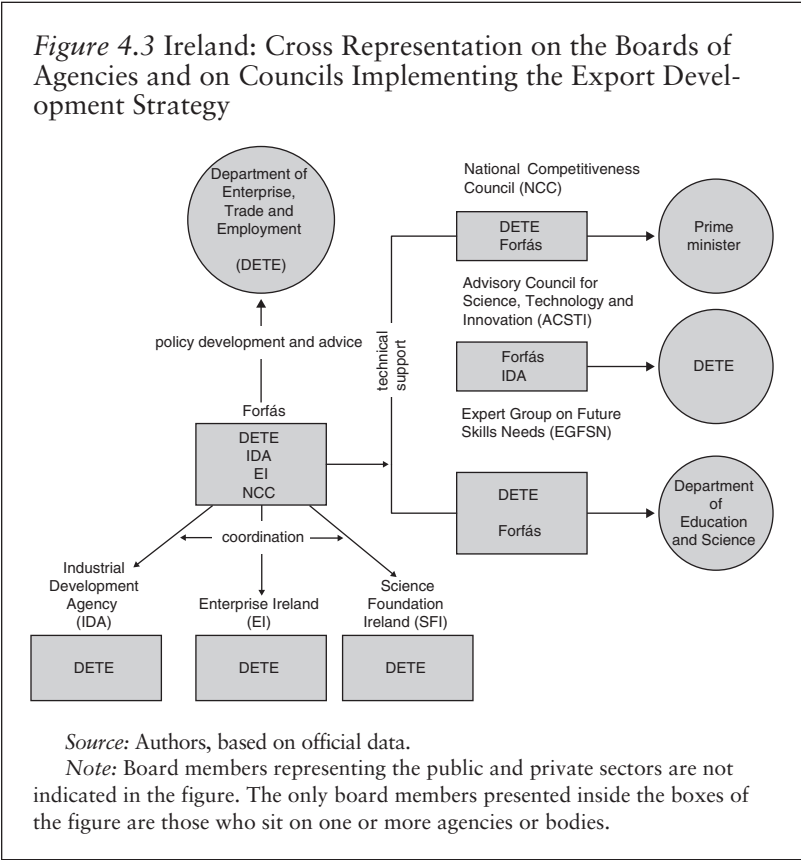 Figure 4.3 Ireland: Cross Representation on the Boards of
Agencies and on Councils Implementing the Export Devel-
opment Strategy
Department of
Enterprise,
Trade and
Employment
(DETE)
policy development and advice
Forfás
DETE
IDA
EI
NCC
coordination
Industrial
Development
Agency
(IDA)
DETE
Enterprise Ireland
(EI)
DETE
Science
Foundation
Ireland (SFI)
DETE
technical
support
National Competitiveness
Council (NCC)
DETE
Forfás
Prime
minister
Advisory Council for
Science, Technology and
Innovation (ACSTI)
Forfás
IDA
DETE
Expert Group on Future
Skills Needs (EGFSN)
DETE
Forfás
Department
of
Education
and Science
Source: Authors, based on official data.
Note: Board members representing the public and private sectors are not
indicated in the figure. The only board members presented inside the boxes of
the figure are those who sit on one or more agencies or bodies.